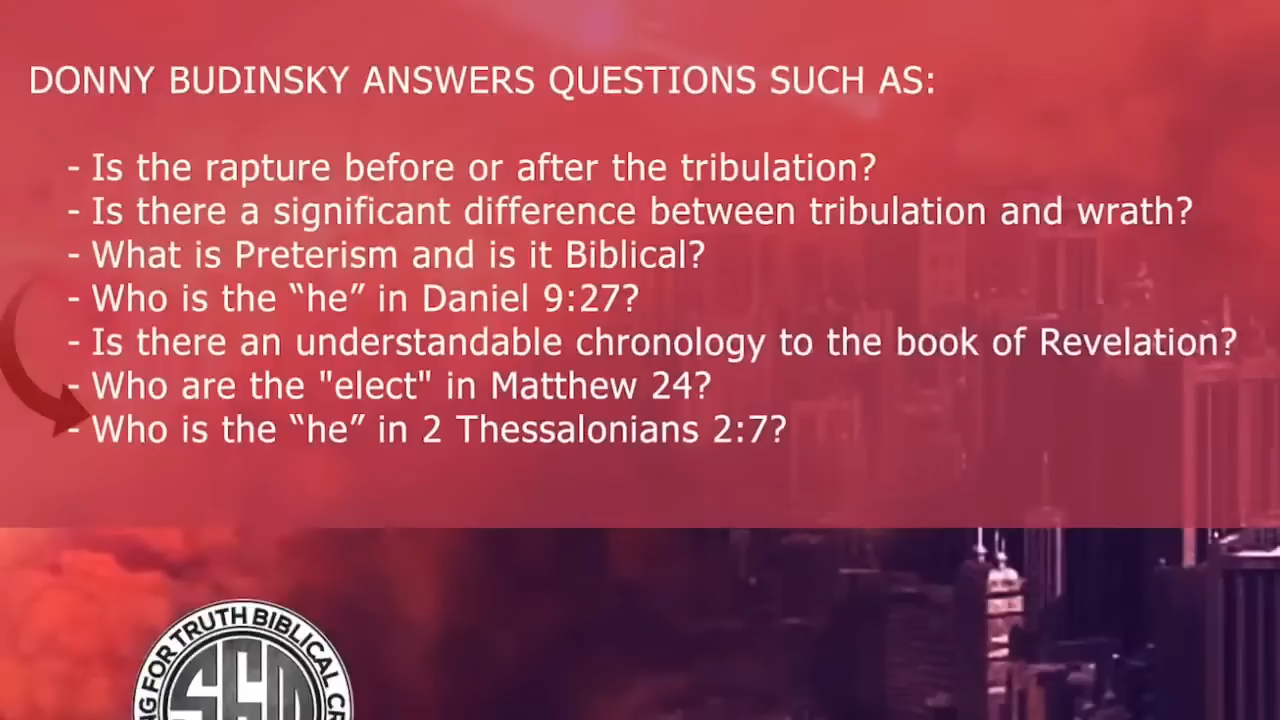 DONNY BUDINSKY ANSWERS QUESTIONS SUCH AS:
- Is the rapture before or after the tribulation?
- Is there a significant difference between tribulation and wrath?
- What is Preterism and is it Biblical?
- Who is the “he” in Daniel 9:27?
- Is there an understandable chronology to the book of Revelation?
- Who are the "elect" in Matthew 24?
- Who is the “he” in 2 Thessalonians 2:7?
FOR TRUTH BIBLICAL